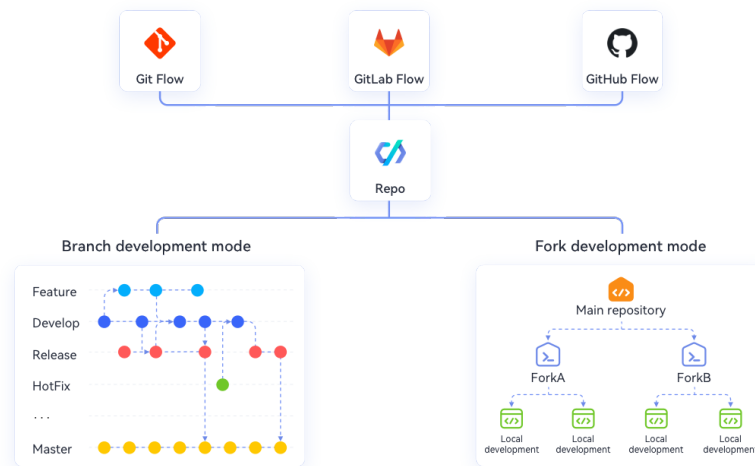 Git Flow
GitLab Flow
GitHub Flow
Repo
Branch development mode
Fork development mode
Feature
Develop
Release
HotFix
...
Master
Main repository
ForkA
ForkB
Local
development
Local
development
Local
development
Local
development